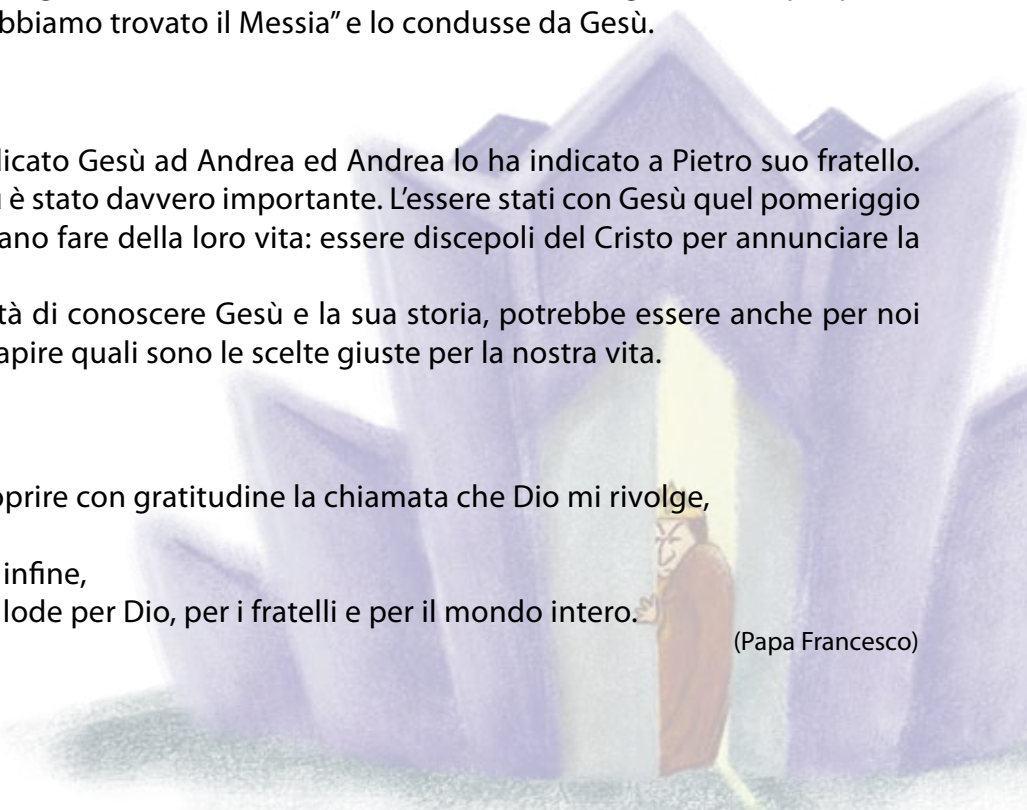 bbiamo trovato il Messia” e lo condusse da Gesù.
licato Gesù ad Andrea ed Andrea lo ha indicato a Pietro suo fratello.
è stato davvero importante. L’essere stati con Gesù quel pomeriggio
ano fare della loro vita: essere discepoli del Cristo per annunciare la
tà di conoscere Gesù e la sua storia, potrebbe essere anche per noi
apire quali sono le scelte giuste per la nostra vita.
oprire con gratitudine la chiamata che Dio mi rivolge,
infine,
lode per Dio, per i fratelli e per il mondo intero.
(Papa Francesco)